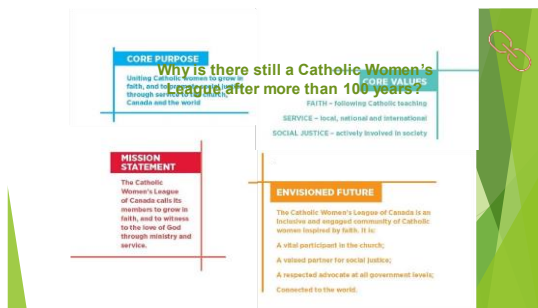 Why is there still a Catholic Women's
League after more than 100 years?
CORE PURPOSE
Uniting Catholic women to grow in
faith, and to promote social justice
through service to the church,
Canada and the world
CORE VALUES
FAITH – following Catholic teaching
SERVICE – local, national and international
SOCIAL JUSTICE – actively involved in society
MISSION
STATEMENT
The Catholic
Women's League
of Canada calls its
members to grow in
faith, and to witness
to the love of God
through ministry and
service.
ENVISIONED FUTURE
The Catholic Women's League of Canada is an
inclusive and engaged community of Catholic
women inspired by faith. It is:
A vital participant in the church;
A valued partner for social justice;
A respected advocate at all government levels;
Connected to the world.